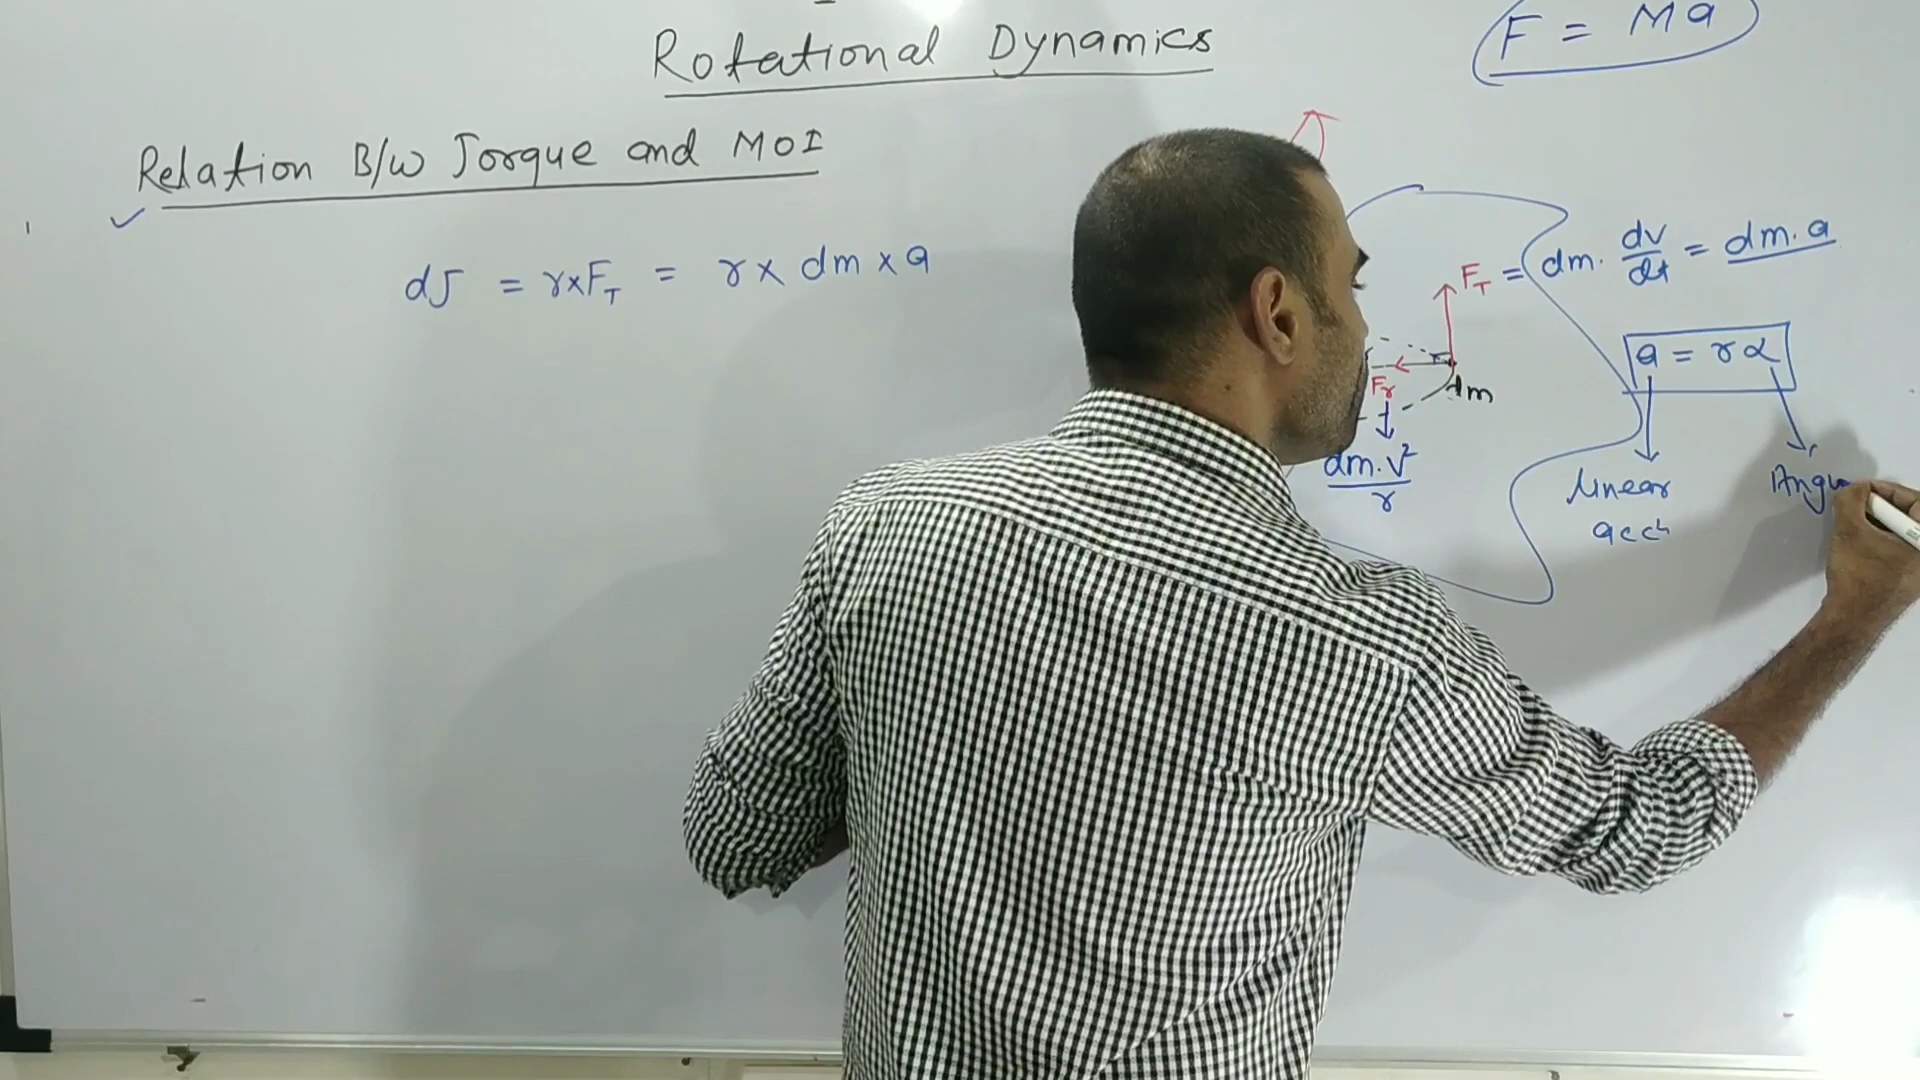 Rotational Dynamics
F = Ma
Relation B/w Torque and MOI
dτ = r×F_T = r × dm × a
F_T = dm. dv/dt = dm.a
a = rα
F_r
dm
dm.v²/r
Linear
accⁿ
Angu